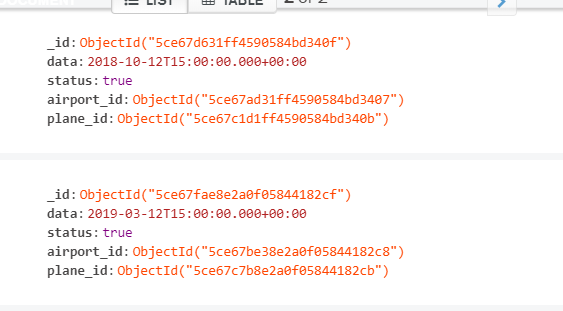 LIST
TABLE
_id: ObjectId("5ce67d631ff4590584bd340f")
data: 2018-10-12T15:00:00.000+00:00
status: true
airport_id: ObjectId("5ce67ad31ff4590584bd3407")
plane_id: ObjectId("5ce67c1d1ff4590584bd340b")
_id: ObjectId("5ce67fae8e2a0f05844182cf")
data: 2019-03-12T15:00:00.000+00:00
status: true
airport_id: ObjectId("5ce67be38e2a0f05844182c8")
plane_id: ObjectId("5ce67c7b8e2a0f05844182cb")